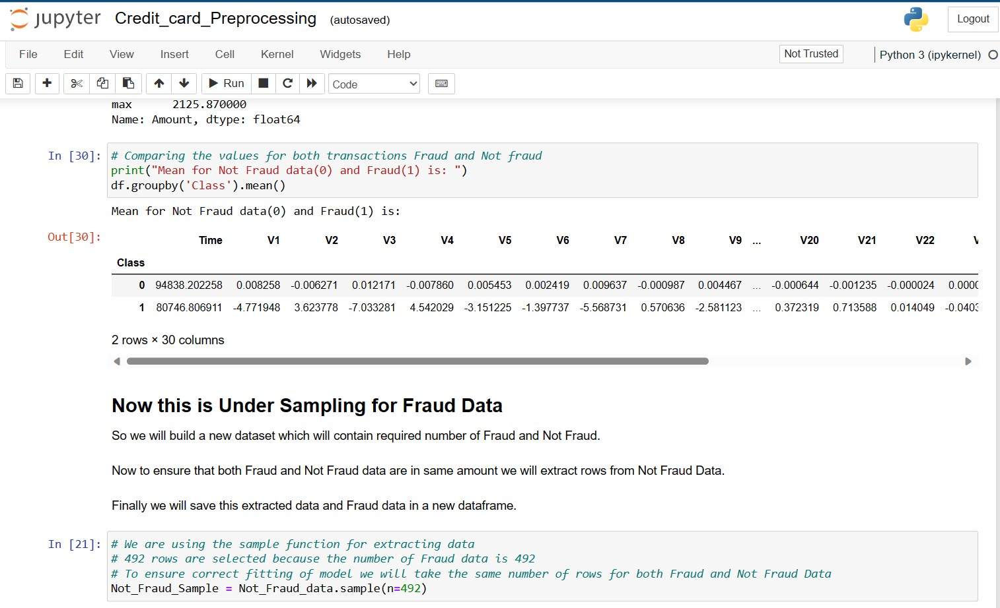 jupyter Credit_card_Preprocessing (autosaved) Logout
File Edit View Insert Cell Kernel Widgets Help Not Trusted Python 3 (ipykernel)
Run Code
max 2125.870000
Name: Amount, dtype: float64
In [30]: # Comparing the values for both transactions Fraud and Not fraud
print("Mean for Not Fraud data(0) and Fraud(1) is: ")
df.groupby('Class').mean()
Mean for Not Fraud data(0) and Fraud(1) is:
Out[30]:
Time V1 V2 V3 V4 V5 V6 V7 V8 V9 ... V20 V21 V22
Class
0 94838.202258 0.008258 -0.006271 0.012171 -0.007860 0.005453 0.002419 0.009637 -0.000987 0.004467 ... -0.000644 -0.001235 -0.000024 0.000
1 80746.806911 -4.771948 3.623778 -7.033281 4.542029 -3.151225 -1.397737 -5.568731 0.570636 -2.581123 ... 0.372319 0.713588 0.014049 -0.040
2 rows × 30 columns
Now this is Under Sampling for Fraud Data
So we will build a new dataset which will contain required number of Fraud and Not Fraud.
Now to ensure that both Fraud and Not Fraud data are in same amount we will extract rows from Not Fraud Data.
Finally we will save this extracted data and Fraud data in a new dataframe.
In [21]: # We are using the sample function for extracting data
# 492 rows are selected because the number of Fraud data is 492
# To ensure correct fitting of model we will take the same number of rows for both Fraud and Not Fraud Data
Not_Fraud_Sample = Not_Fraud_data.sample(n=492)